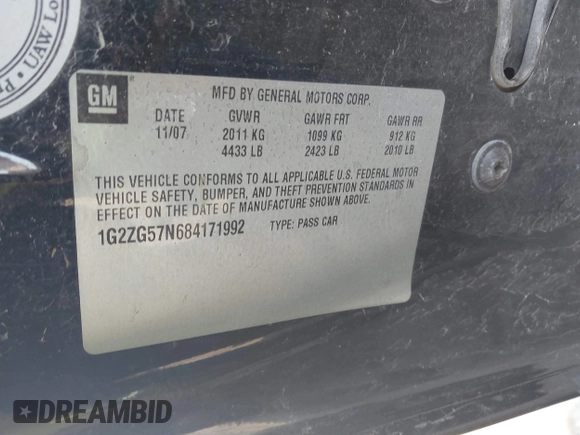 UAW Lo
GM
MFD BY GENERAL MOTORS CORP.
DATE GVWR GAWR FRT GAWR RR
11/07 2011 KG 1099 KG 912 KG
4433 LB 2423 LB 2010 LB
THIS VEHICLE CONFORMS TO ALL APPLICABLE U.S. FEDERAL MOTOR
VEHICLE SAFETY, BUMPER, AND THEFT PREVENTION STANDARDS IN
EFFECT ON THE DATE OF MANUFACTURE SHOWN ABOVE.
1G2ZG57N684171992 TYPE: PASS CAR
DREAMBID